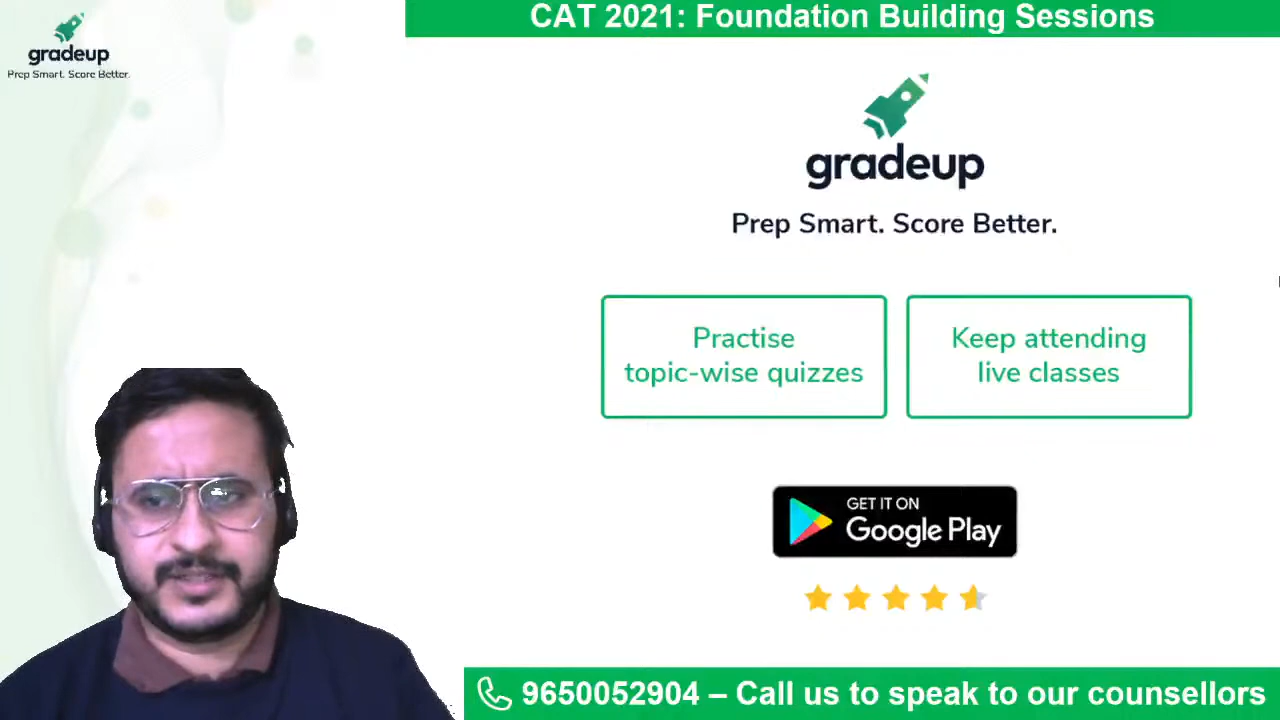 CAT 2021: Foundation Building Sessions
gradeup
Prep Smart. Score Better.
gradeup
Prep Smart. Score Better.
Practise
topic-wise quizzes
Keep attending
live classes
GET IT ON
Google Play
9650052904 – Call us to speak to our counsellors